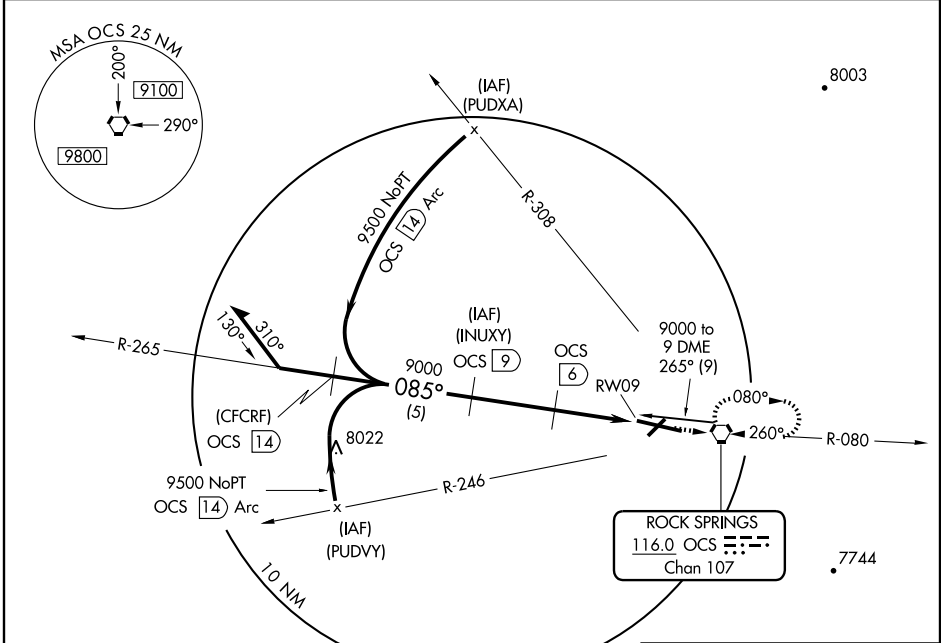 MSA OCS 25 NM
200°
9100
290°
9800
8003
(IAF)
(PUDXA)
9500 NoPT
OCS 14 Arc
R-308
130°
310°
R-265
(IAF)
(INUXY)
OCS 9
9000
085°
(5)
OCS
6
RW09
9000 to
9 DME
265° (9)
080°
260°
R-080
(CFCRF)
OCS 14
8022
9500 NoPT
OCS 14 Arc
R-246
(IAF)
(PUDVY)
10 NM
ROCK SPRINGS
116.0 OCS
Chan 107
7744